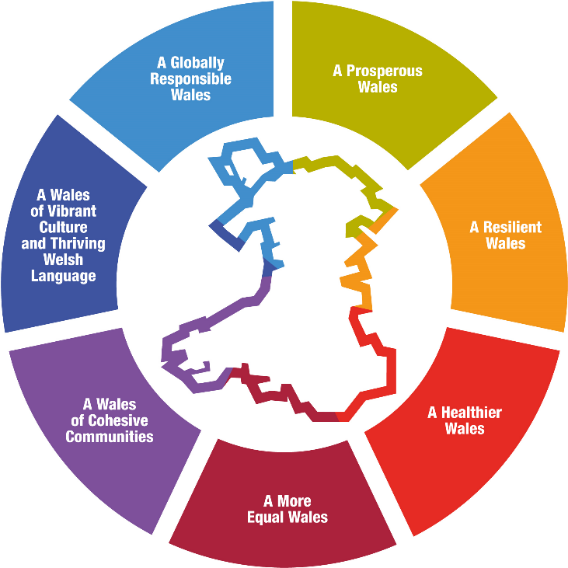 A Globally
Responsible
Wales
A Prosperous
Wales
A Resilient
Wales
A Healthier
Wales
A More
Equal Wales
A Wales
of Cohesive
Communities
A Wales
of Vibrant
Culture
and Thriving
Welsh
Language